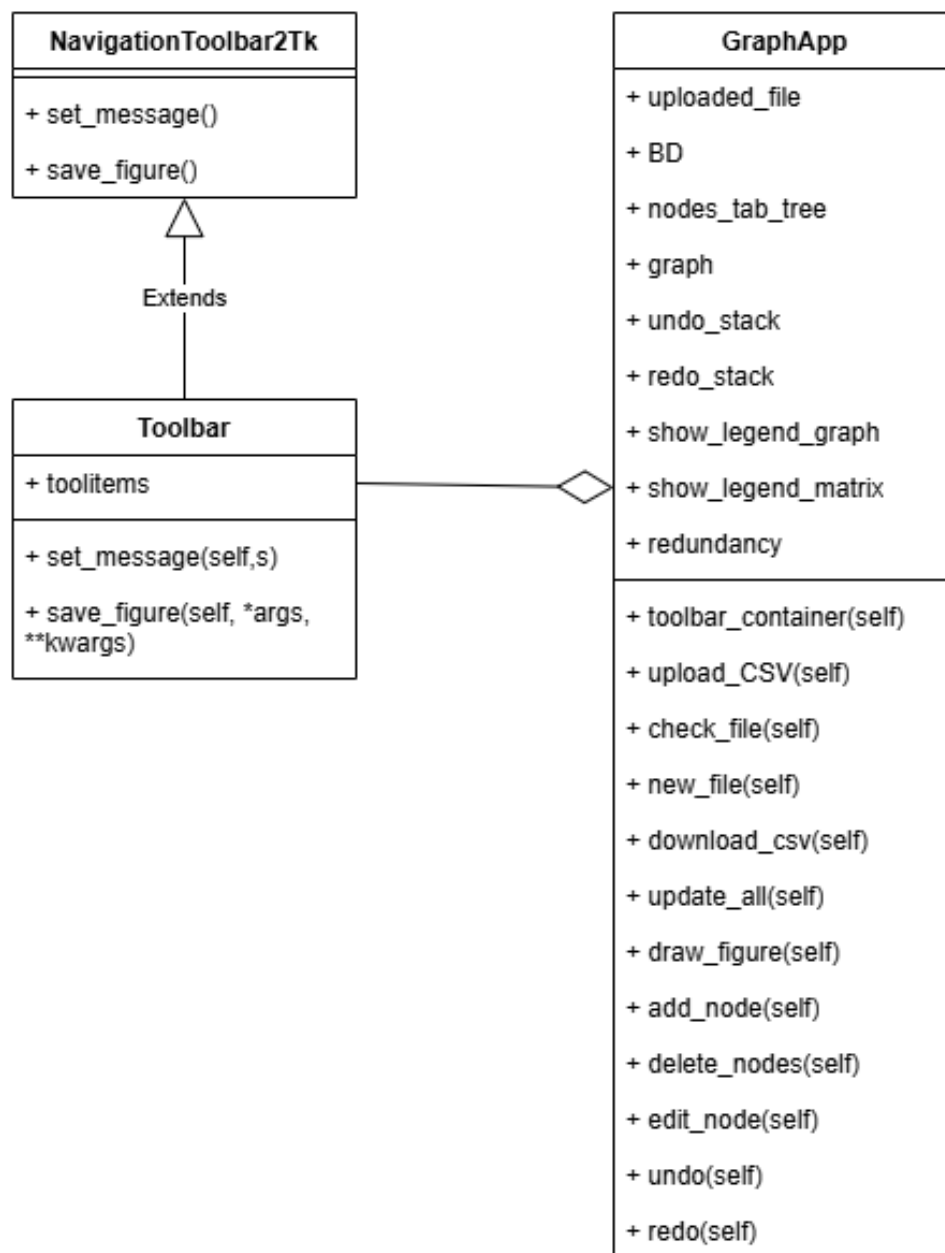 NavigationToolbar2Tk
+ set_message()
+ save_figure()
Extends
Toolbar
+ toolitems
+ set_message(self,s)
+ save_figure(self, *args,
**kwargs)
GraphApp
+ uploaded_file
+ BD
+ nodes_tab_tree
+ graph
+ undo_stack
+ redo_stack
+ show_legend_graph
+ show_legend_matrix
+ redundancy
+ toolbar_container(self)
+ upload_CSV(self)
+ check_file(self)
+ new_file(self)
+ download_csv(self)
+ update_all(self)
+ draw_figure(self)
+ add_node(self)
+ delete_nodes(self)
+ edit_node(self)
+ undo(self)
+ redo(self)